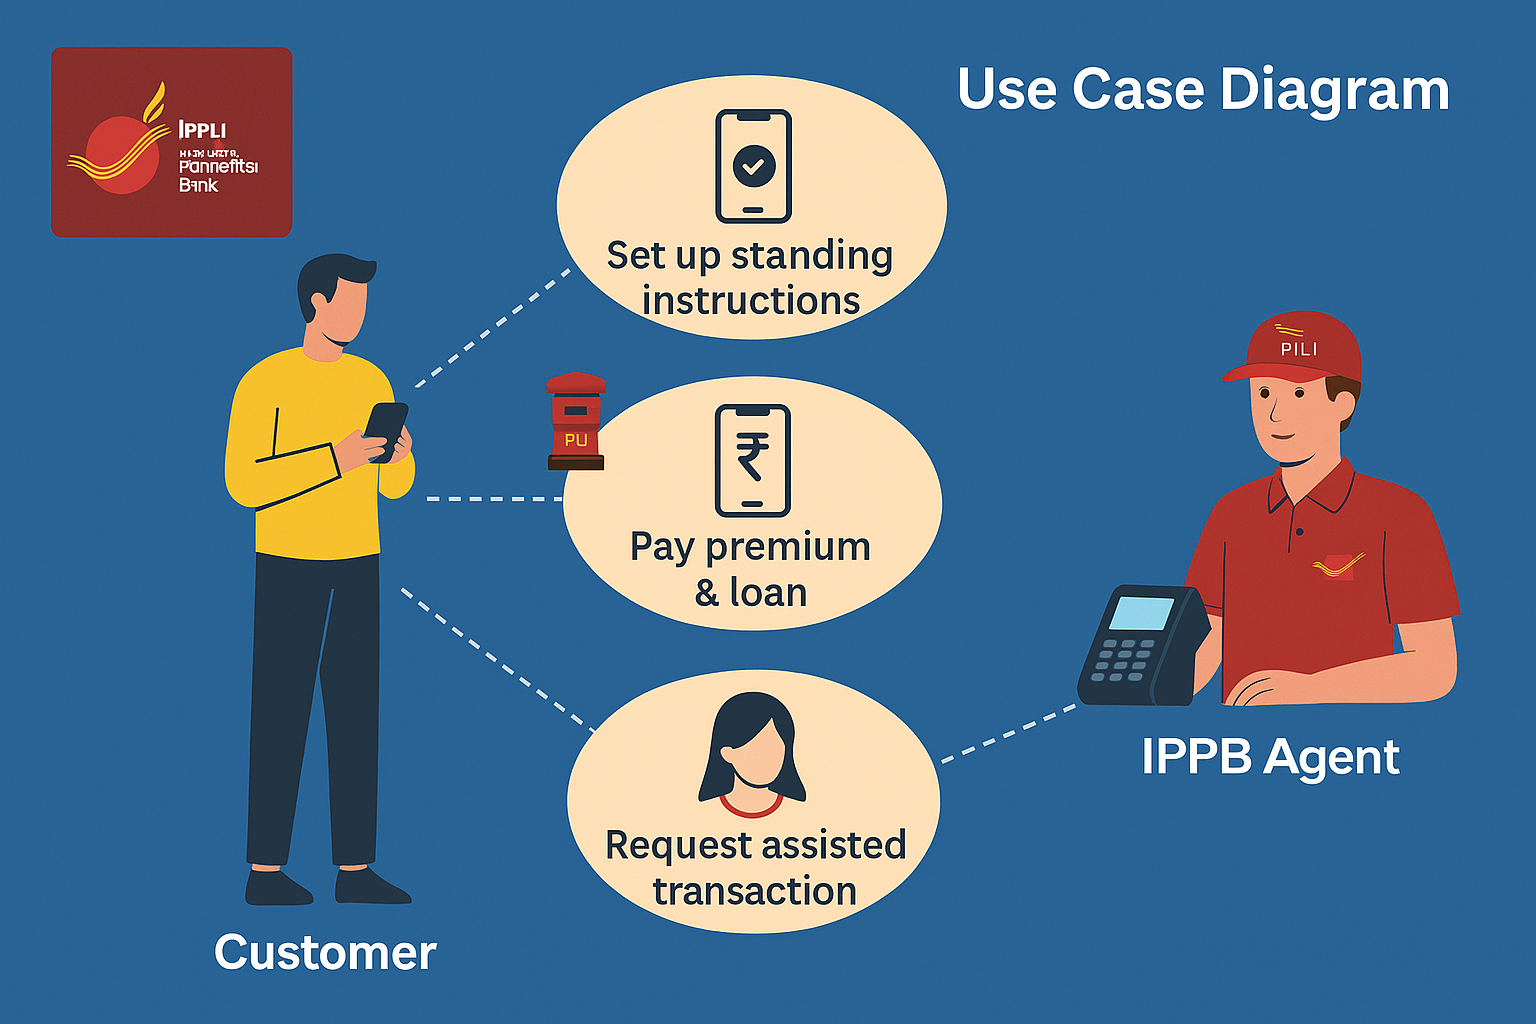 IPPLI
Pannefitsi
Bank
Use Case Diagram
Set up standing
instructions
PILI
PU
₹
Pay premium
& loan
IPPB Agent
Request assisted
transaction
Customer